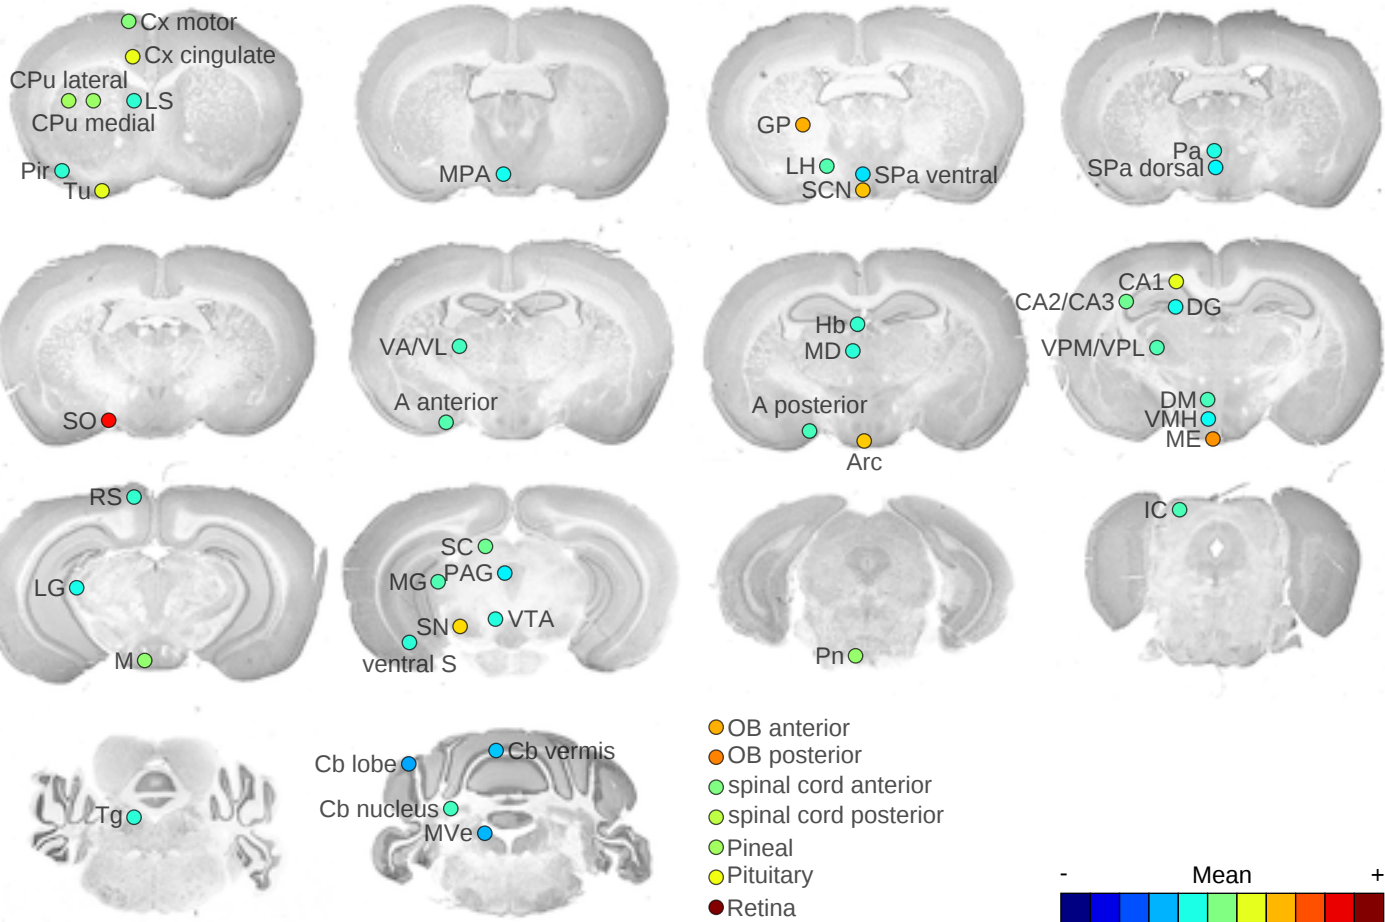 Cx motor
Cx cingulate
CPu lateral
LS
CPu medial
Pir
Tu
MPA
GP
LH
SPa ventral
SCN
Pa
SPa dorsal
SO
VA/VL
A anterior
Hb
MD
A posterior
Arc
CA1
CA2/CA3
DG
VPM/VPL
DM
VMH
ME
RS
LG
M
SC
MG
PAG
SN
VTA
ventral S
Pn
IC
Tg
Cb lobe
Cb vermis
Cb nucleus
MVe
OB anterior
OB posterior
spinal cord anterior
spinal cord posterior
Pineal
Pituitary
Retina
- Mean +